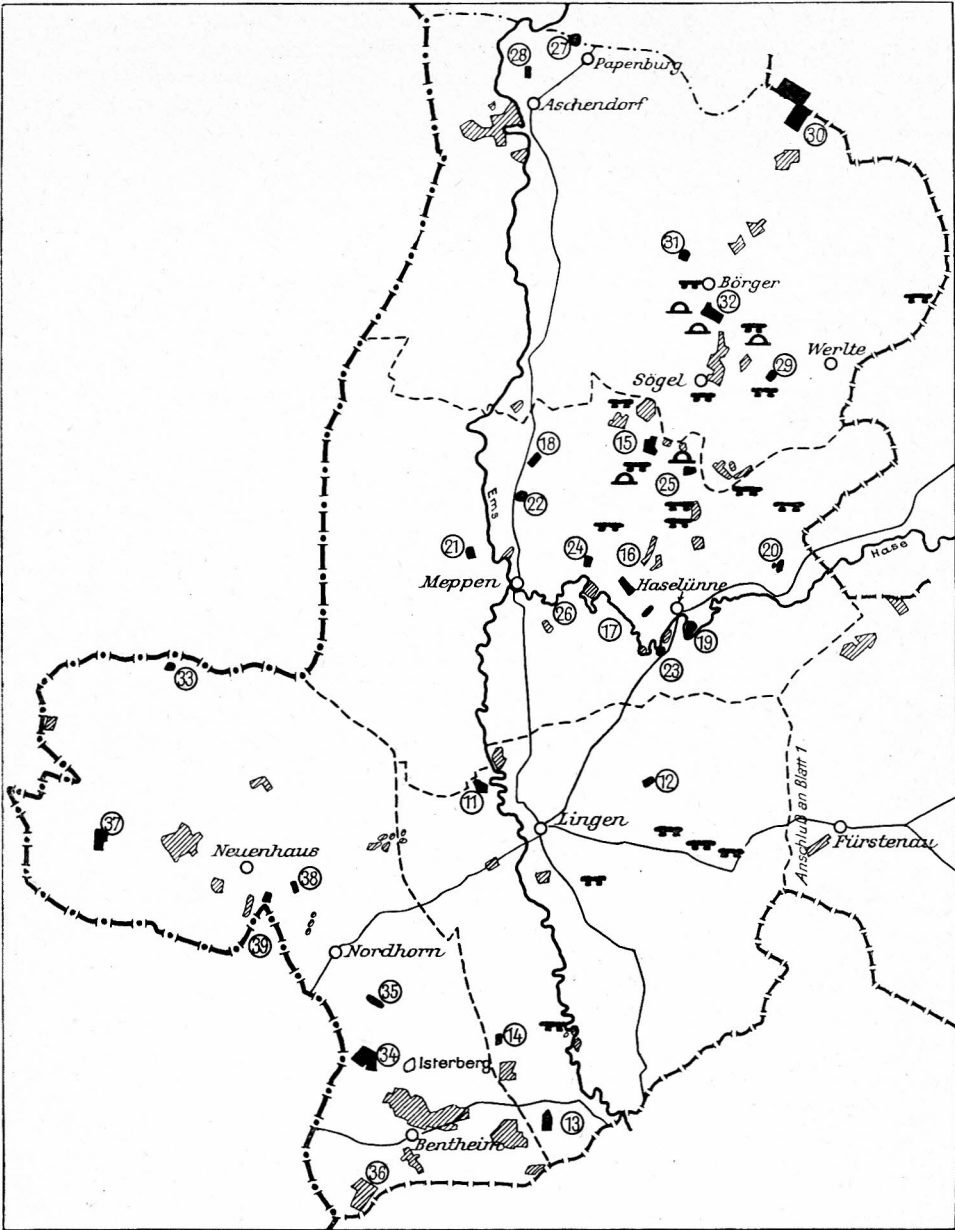 27
28
Papenburg
Aschendorf
30
31
Börger
32
Werlte
29
Sögel
15
18
25
22
Ems
16
24
20
21
Hase
Meppen
Haselünne
26
17
19
23
33
11
12
Lingen
Anschluß an Blatt 1
Fürstenau
37
Neuenhaus
38
39
Nordhorn
35
14
34
Isterberg
13
Bentheim
36